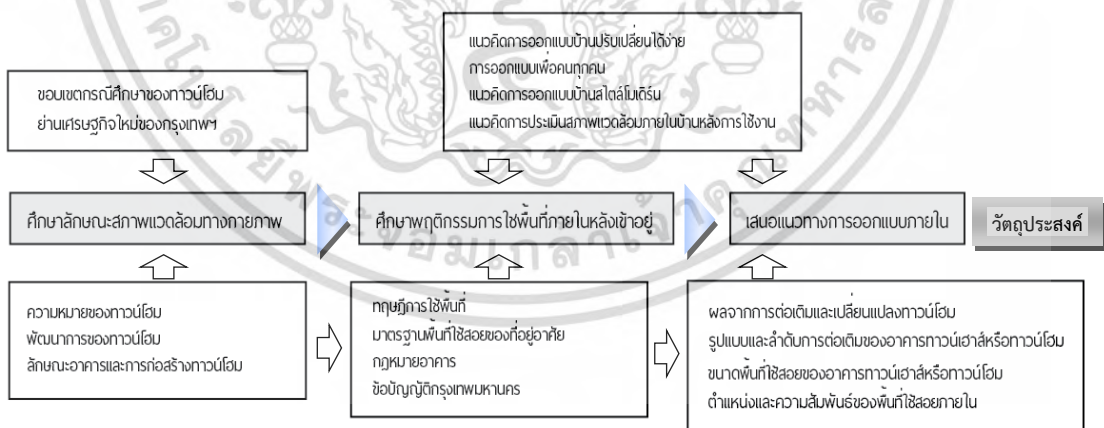 แนวคิดการออกแบบบ้านปรับเปลี่ยนได้ง่าย
การออกแบบเพื่อคนทุกคน
แนวคิดการออกแบบบ้านสไตล์โมเดิร์น
แนวคิดการประเมินสภาพแวดล้อมภายในบ้านหลังการใช้งาน
ขอบเขตกรณีศึกษาของทาวน์โฮม
ย่านเศรษฐกิจใหม่ของกรุงเทพฯ
ศึกษาลักษณะสภาพแวดล้อมทางกายภาพ
ศึกษาพฤติกรรมการใช้พื้นที่ภายในหลังเข้าอยู่
เสนอแนวทางการออกแบบภายใน
วัตถุประสงค์
ความหมายของทาวน์โฮม
พัฒนาการของทาวน์โฮม
ลักษณะอาคารและการก่อสร้างทาวน์โฮม
ทฤษฎีการใช้พื้นที่
มาตรฐานพื้นที่ใช้สอยของที่อยู่อาศัย
กฎหมายอาคาร
ข้อบัญญัติกรุงเทพมหานคร
ผลจากการต่อเติมและเปลี่ยนแปลงทาวน์โฮม
รูปแบบและลำดับการต่อเติมของอาคารทาวน์เฮาส์หรือทาวน์โฮม
ขนาดพื้นที่ใช้สอยของอาคารทาวน์เฮาส์หรือทาวน์โฮม
ตำแหน่งและความสัมพันธ์ของพื้นที่ใช้สอยภายใน